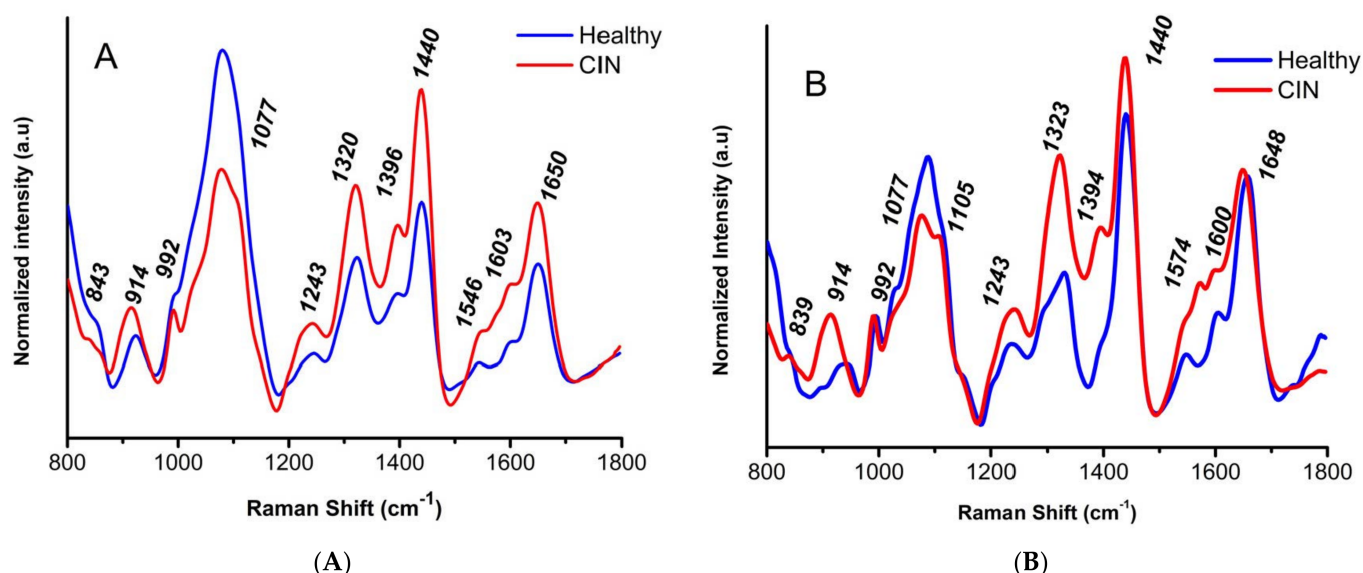 A
Healthy
CIN
843
914
992
1077
1243
1320
1396
1440
1546
1603
1650
Normalized intensity (a.u)
800
1000
1200
1400
1600
1800
Raman Shift (cm-1)
(A)
B
Healthy
CIN
839
914
992
1077
1105
1243
1323
1394
1440
1574
1600
1648
Normalized Intensity (a.u)
800
1000
1200
1400
1600
1800
Raman Shift (cm-1)
(B)